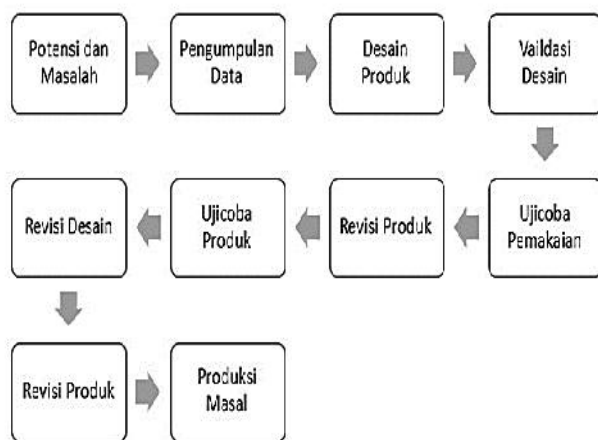 Potensi dan
Masalah
Pengumpulan
Data
Desain
Produk
Vaildasi
Desain
Revisi Desain
Ujicoba
Produk
Revisi Produk
Ujicoba
Pemakaian
Revisi Produk
Produksi
Masal